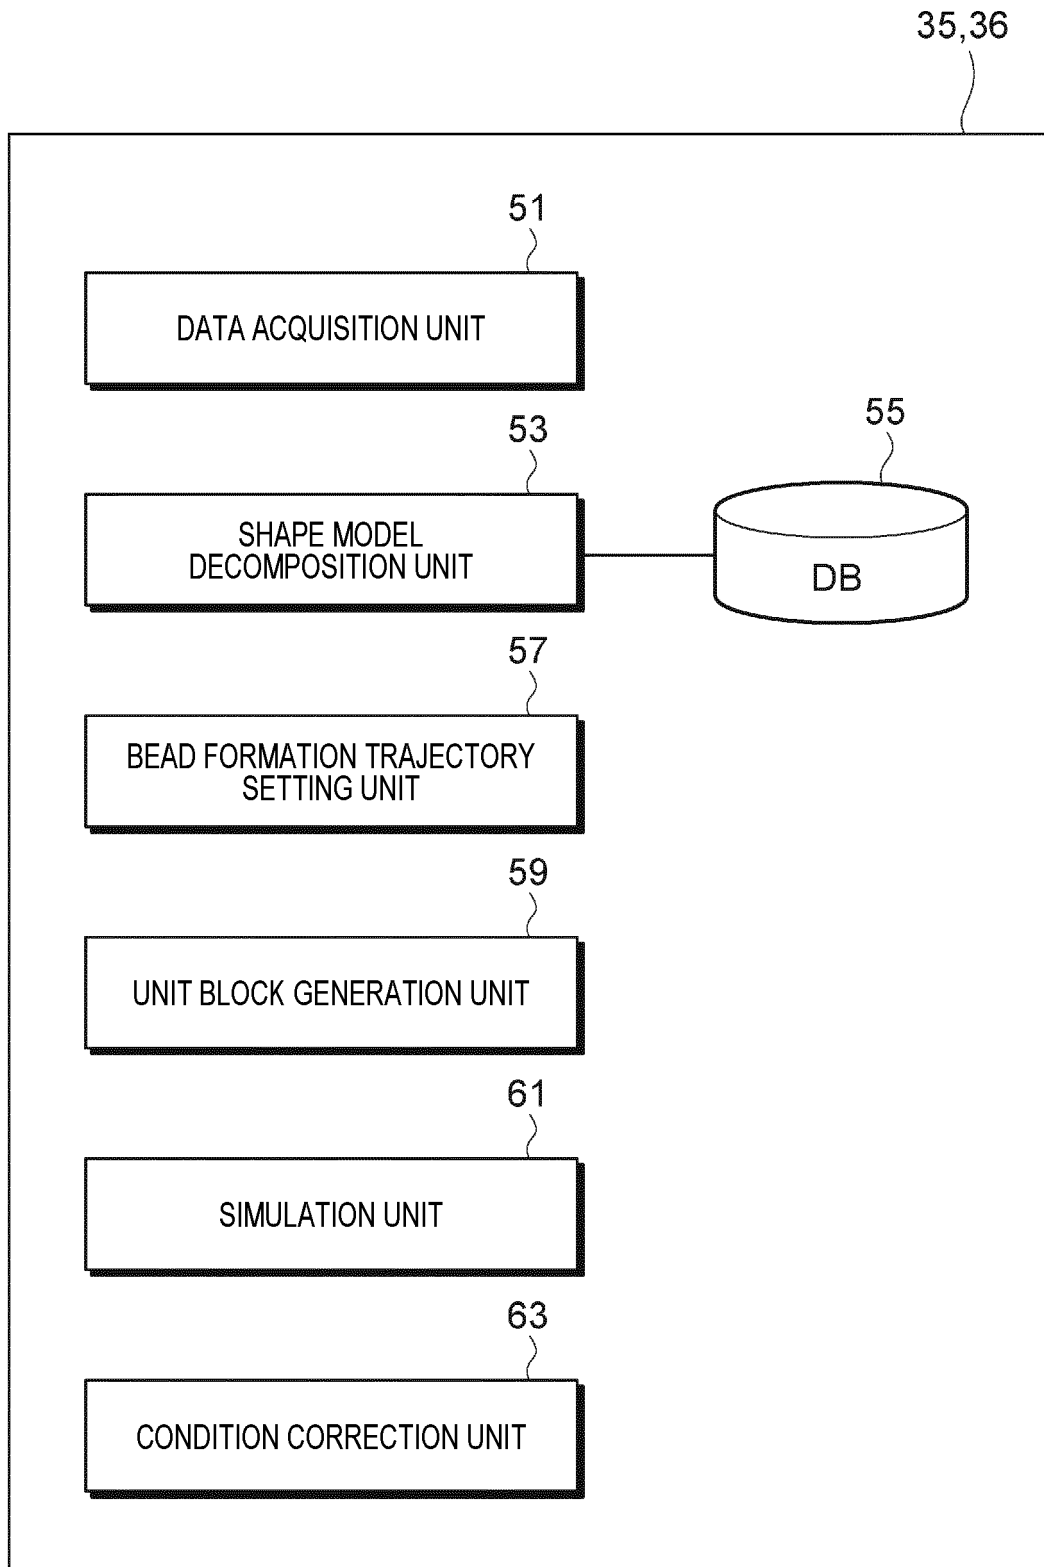 35,36
51
DATA ACQUISITION UNIT
53
SHAPE MODEL
DECOMPOSITION UNIT
55
DB
57
BEAD FORMATION TRAJECTORY
SETTING UNIT
59
UNIT BLOCK GENERATION UNIT
61
SIMULATION UNIT
63
CONDITION CORRECTION UNIT